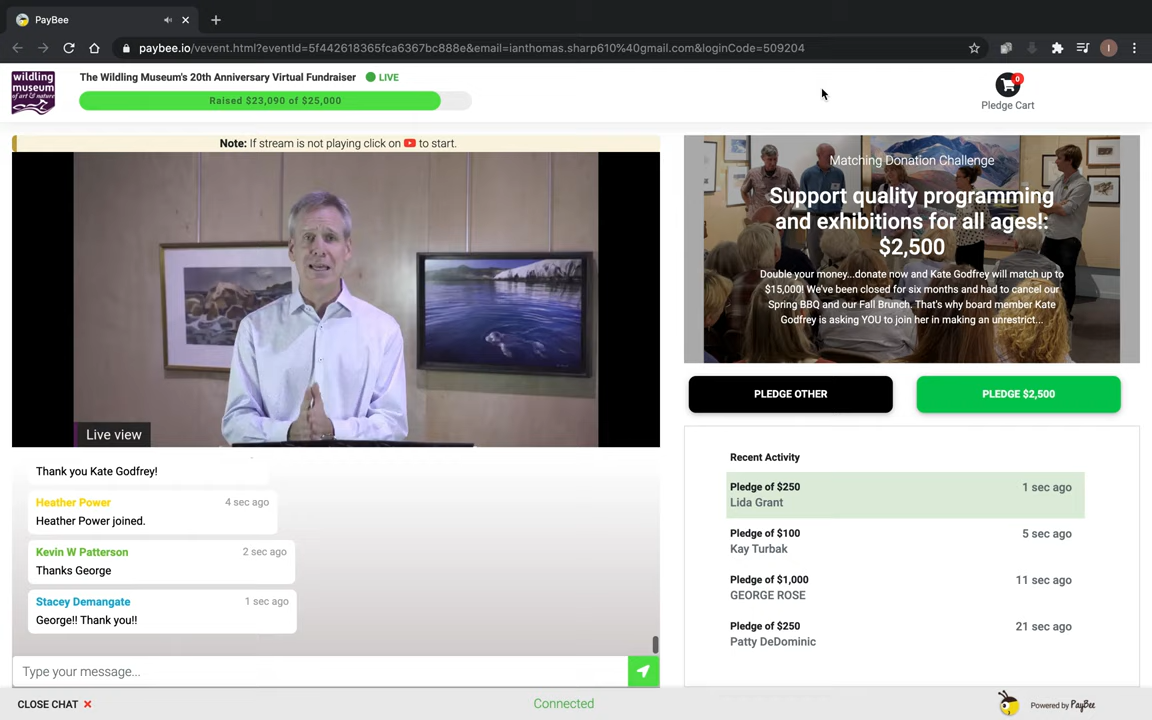 PayBee
paybee.io/vevent.html?eventId=5f442618365fca6367bc888e&email=ianthomas.sharp610%40gmail.com&loginCode=509204
I
wildling
museum
of art & nature
The Wildling Museum's 20th Anniversary Virtual Fundraiser
LIVE
Raised $23,090 of $25,000
0
Pledge Cart
Note: If stream is not playing click on to start.
Live view
Matching Donation Challenge
Support quality programming
and exhibitions for all ages!:
$2,500
Double your money...donate now and Kate Godfrey will match up to
$15,000! We've been closed for six months and had to cancel our
Spring BBQ and our Fall Brunch. That's why board member Kate
Godfrey is asking YOU to join her in making an unrestrict...
PLEDGE OTHER
PLEDGE $2,500
Thank you Kate Godfrey!
Heather Power 4 sec ago
Heather Power joined.
Kevin W Patterson 2 sec ago
Thanks George
Stacey Demangate 1 sec ago
George!! Thank you!!
Type your message...
Recent Activity
Pledge of $250 1 sec ago
Lida Grant
Pledge of $100 5 sec ago
Kay Turbak
Pledge of $1,000 11 sec ago
GEORGE ROSE
Pledge of $250 21 sec ago
Patty DeDominic
CLOSE CHAT
Connected
Powered by PayBee